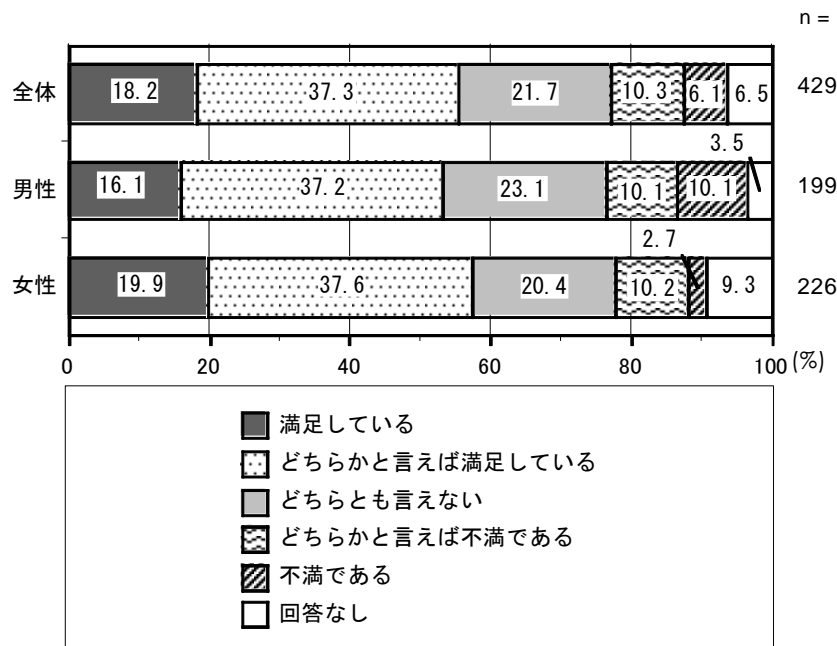 n =
全体 18.2 37.3 21.7 10.3 6.1 6.5 429
3.5
男性 16.1 37.2 23.1 10.1 10.1 199
2.7
女性 19.9 37.6 20.4 10.2 9.3 226
0 20 40 60 80 100 (%)
満足している
どちらかと言えば満足している
どちらとも言えない
どちらかと言えば不満である
不満である
回答なし